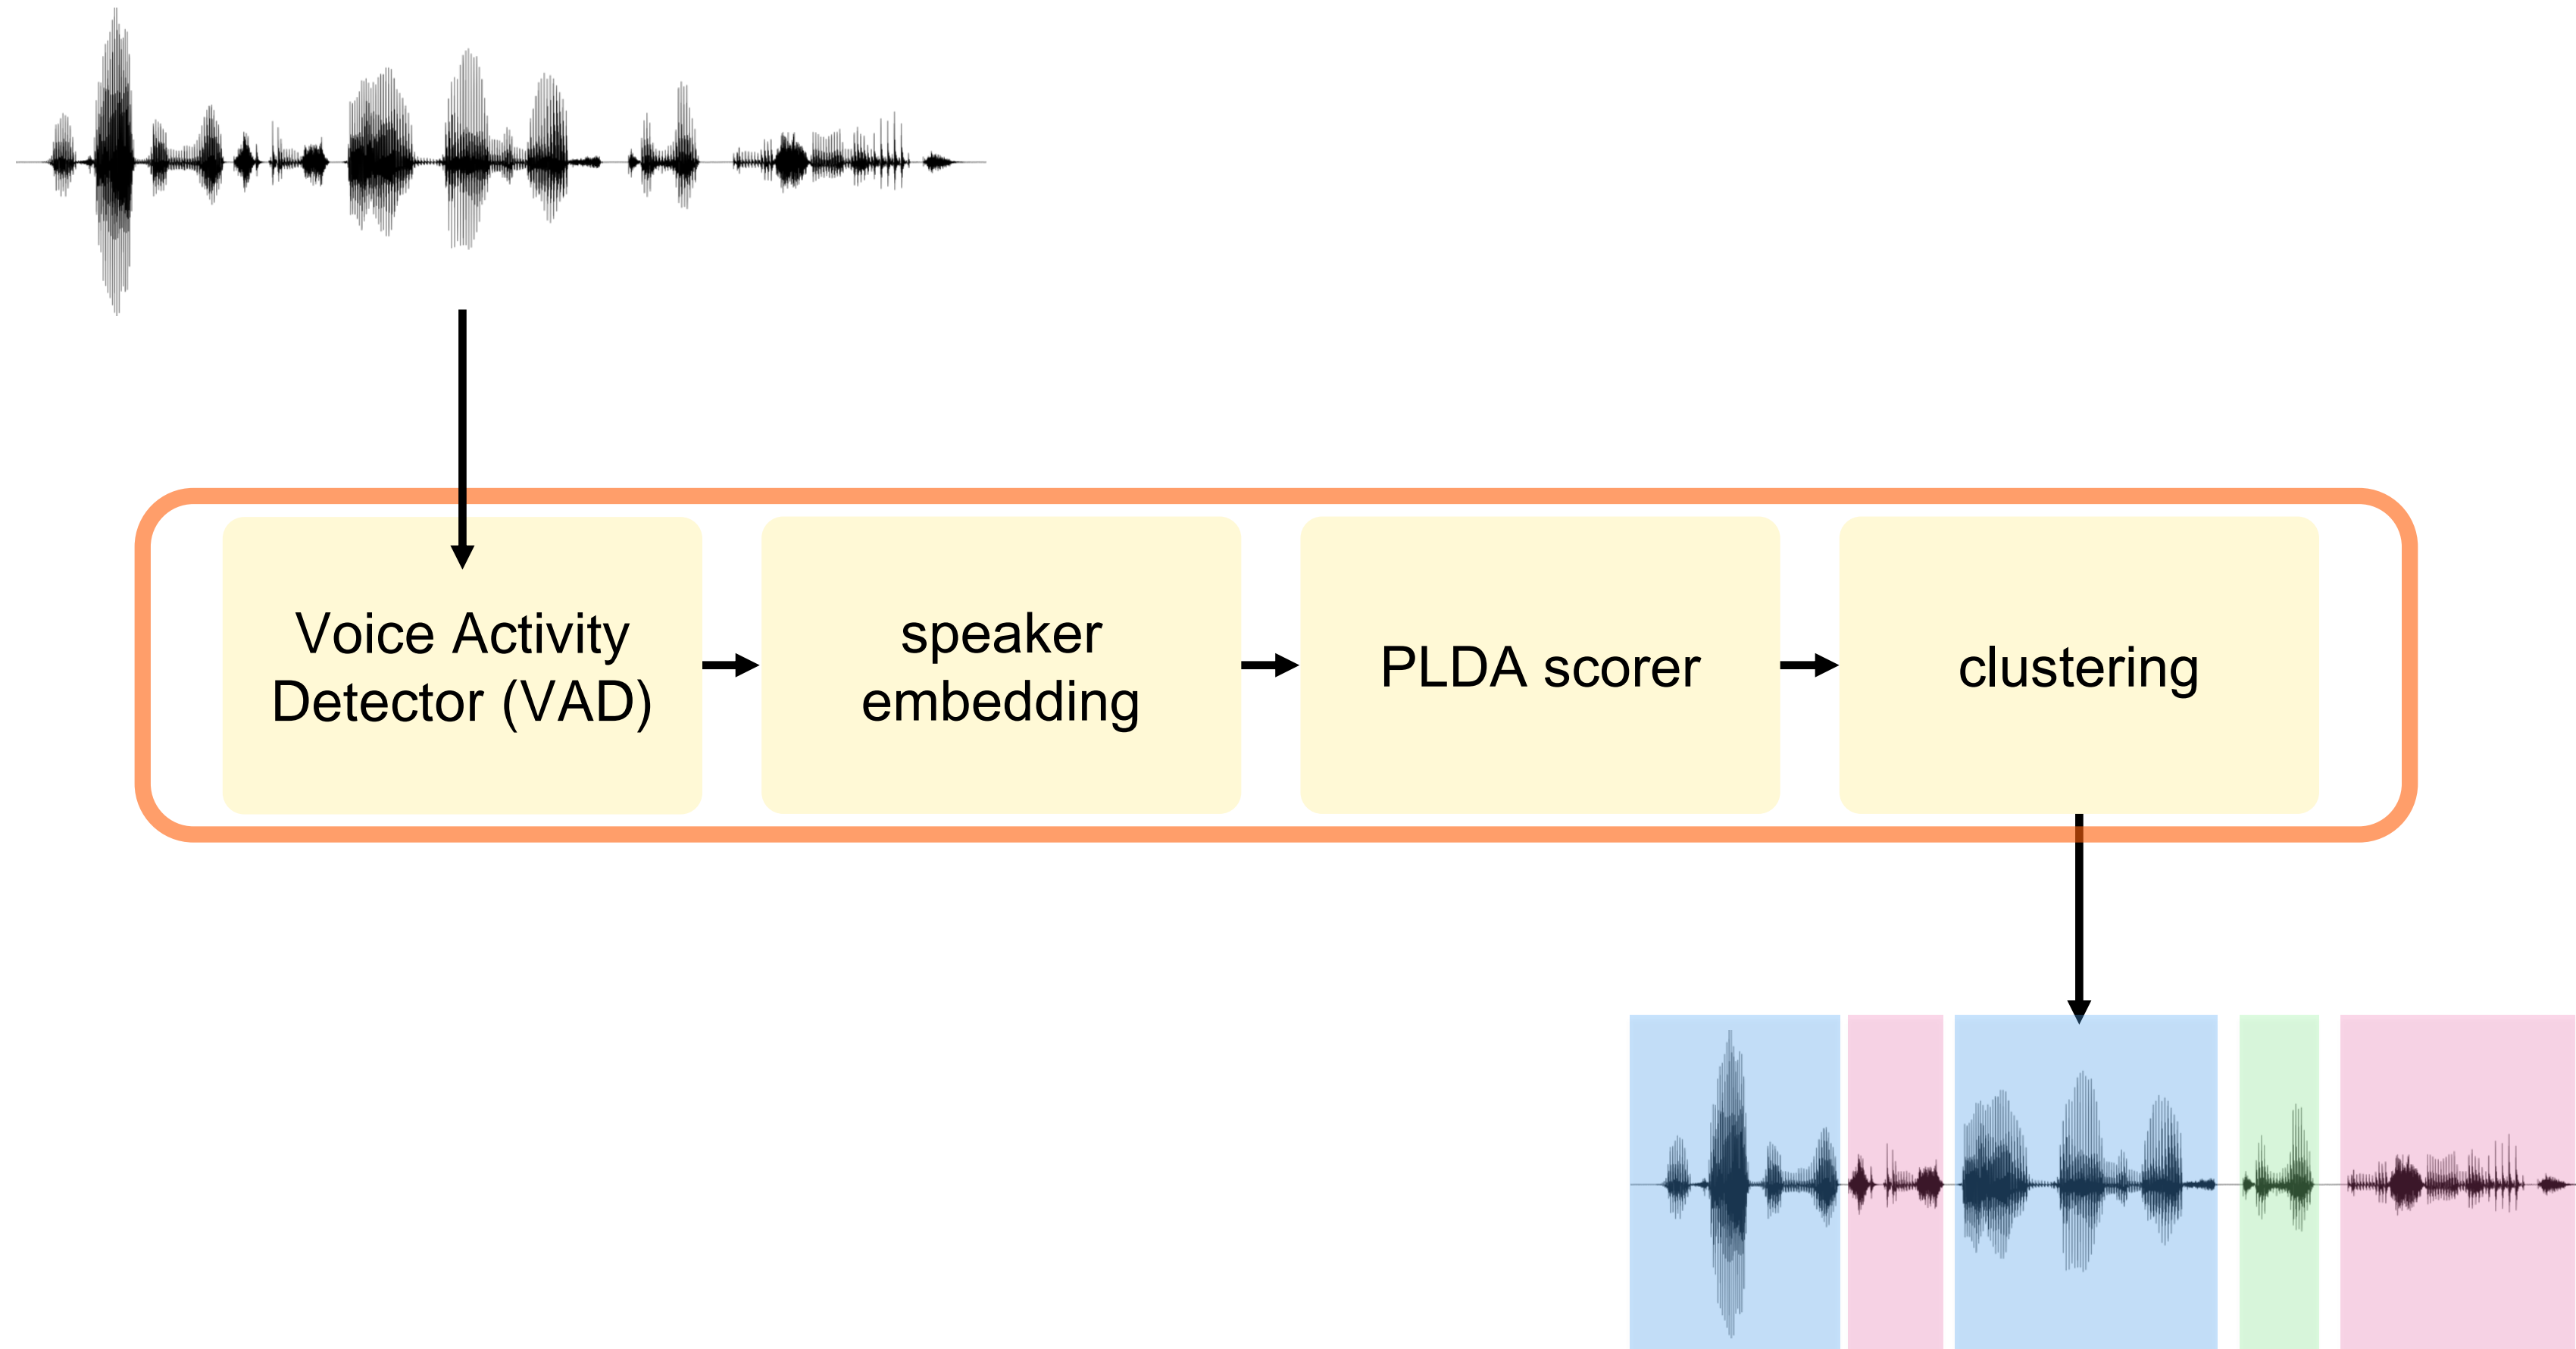 Voice Activity
Detector (VAD)
speaker
embedding
PLDA scorer
clustering